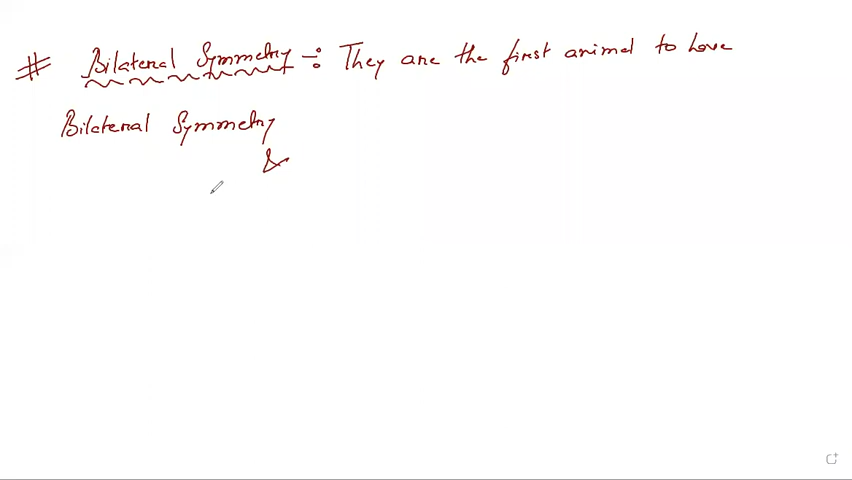 # Bilateral Symmetry :- They are the first animal to have
Bilateral Symmetry
&